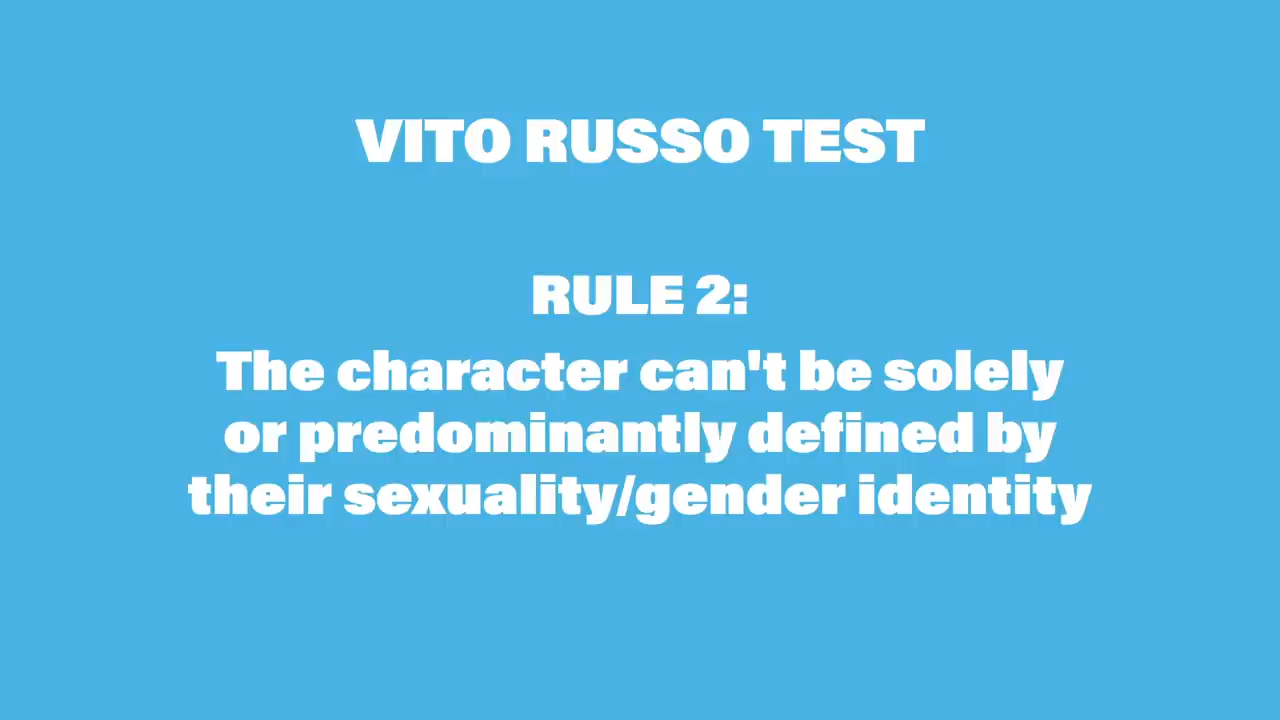 VITO RUSSO TEST
RULE 2:
The character can't be solely
or predominantly defined by
their sexuality/gender identity